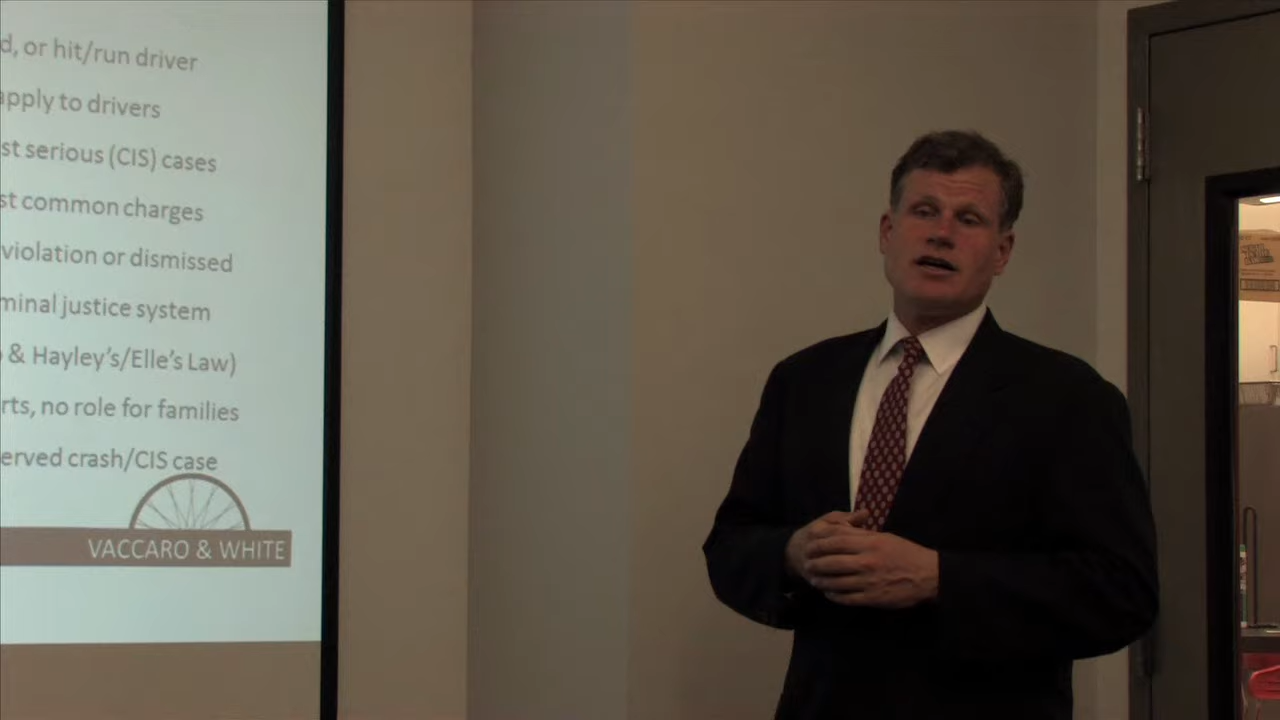 d, or hit/run driver
apply to drivers
st serious (CIS) cases
st common charges
violation or dismissed
minal justice system
& Hayley's/Elle's Law)
rts, no role for families
erved crash/CIS case
VACCARO & WHITE